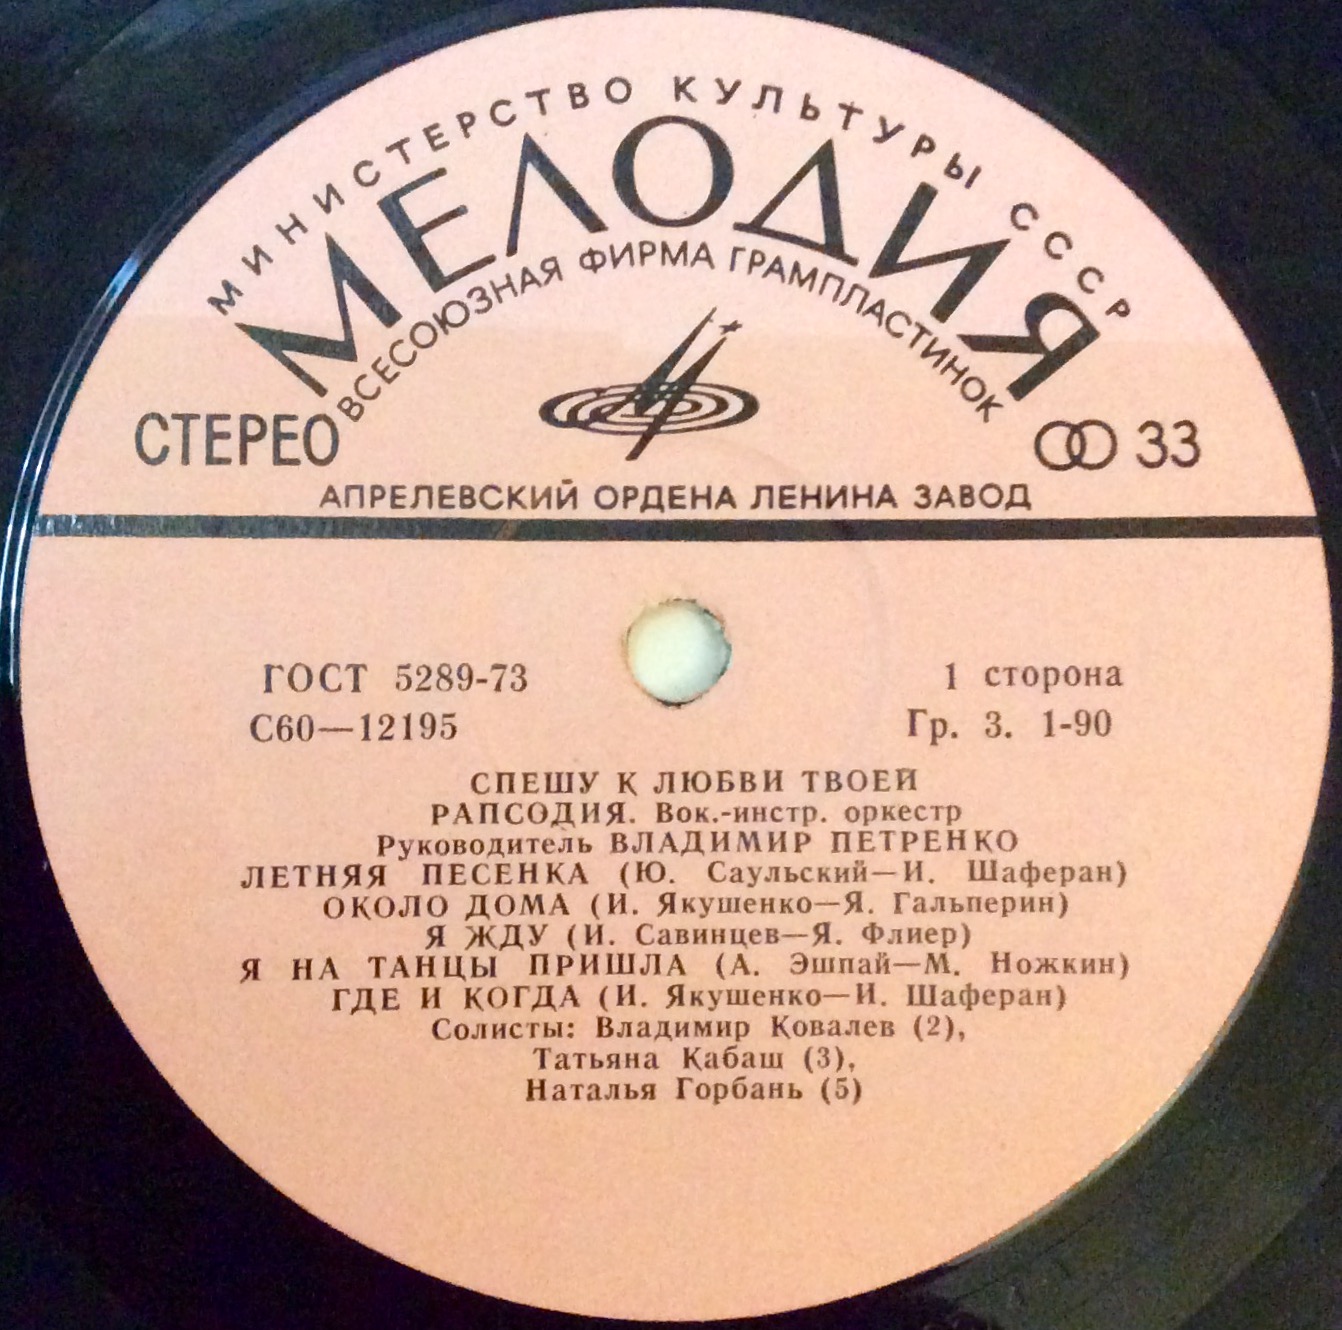 МИНИСТЕРСТВО КУЛЬТУРЫ СССР
МЕЛОДИЯ
ВСЕСОЮЗНАЯ ФИРМА ГРАМПЛАСТИНОК
СТЕРЕО
33
АПРЕЛЕВСКИЙ ОРДЕНА ЛЕНИНА ЗАВОД
ГОСТ 5289-73
1 сторона
С60—12195
Гр. 3. 1-90
СПЕШУ К ЛЮБВИ ТВОЕЙ
РАПСОДИЯ. Вок.-инстр. оркестр
Руководитель ВЛАДИМИР ПЕТРЕНКО
ЛЕТНЯЯ ПЕСЕНКА (Ю. Саульский—И. Шаферан)
ОКОЛО ДОМА (И. Якушенко—Я. Гальперин)
Я ЖДУ (И. Савинцев—Я. Флиер)
Я НА ТАНЦЫ ПРИШЛА (А. Эшпай—М. Ножкин)
ГДЕ И КОГДА (И. Якушенко—И. Шаферан)
Солисты: Владимир Ковалев (2),
Татьяна Кабаш (3),
Наталья Горбань (5)